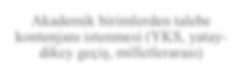 Akademik birimlerden talebe
kontenjanı istenmesi (YKS, yatay-
dikey geçiş, milletlerarası)